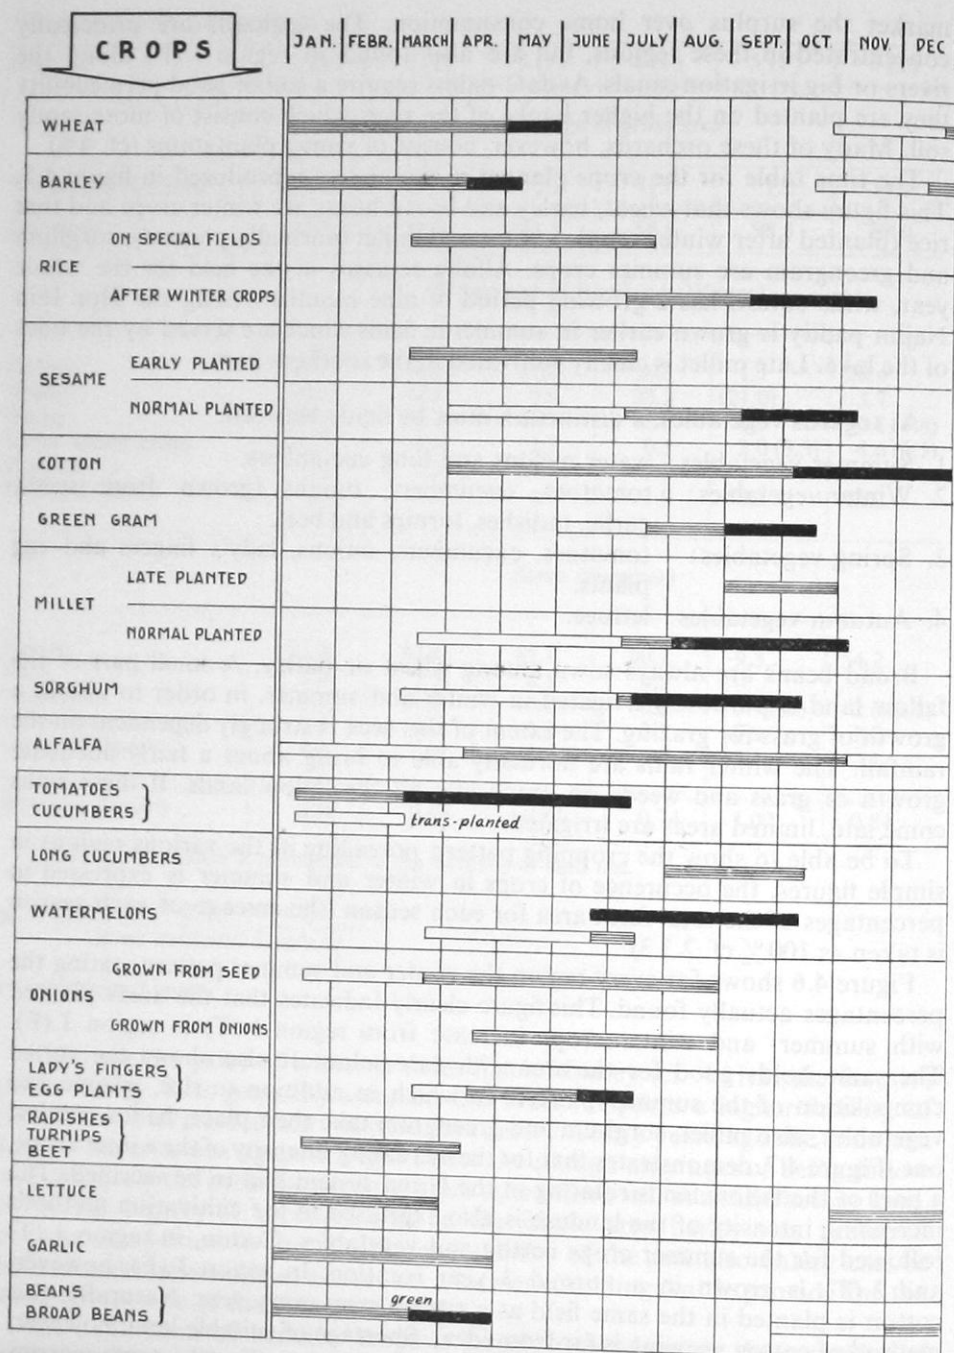 CROPS
JAN. FEBR. MARCH APR. MAY JUNE JULY AUG. SEPT. OCT. NOV. DEC
WHEAT
BARLEY
ON SPECIAL FIELDS
RICE
AFTER WINTER CROPS
EARLY PLANTED
SESAME
NORMAL PLANTED
COTTON
GREEN GRAM
LATE PLANTED
MILLET
NORMAL PLANTED
SORGHUM
ALFALFA
TOMATOES
CUCUMBERS
trans-planted
LONG CUCUMBERS
WATERMELONS
GROWN FROM SEED
ONIONS
GROWN FROM ONIONS
LADY'S FINGERS
EGG PLANTS
RADISHES
TURNIPS
BEET
LETTUCE
GARLIC
BEANS
green
BROAD BEANS